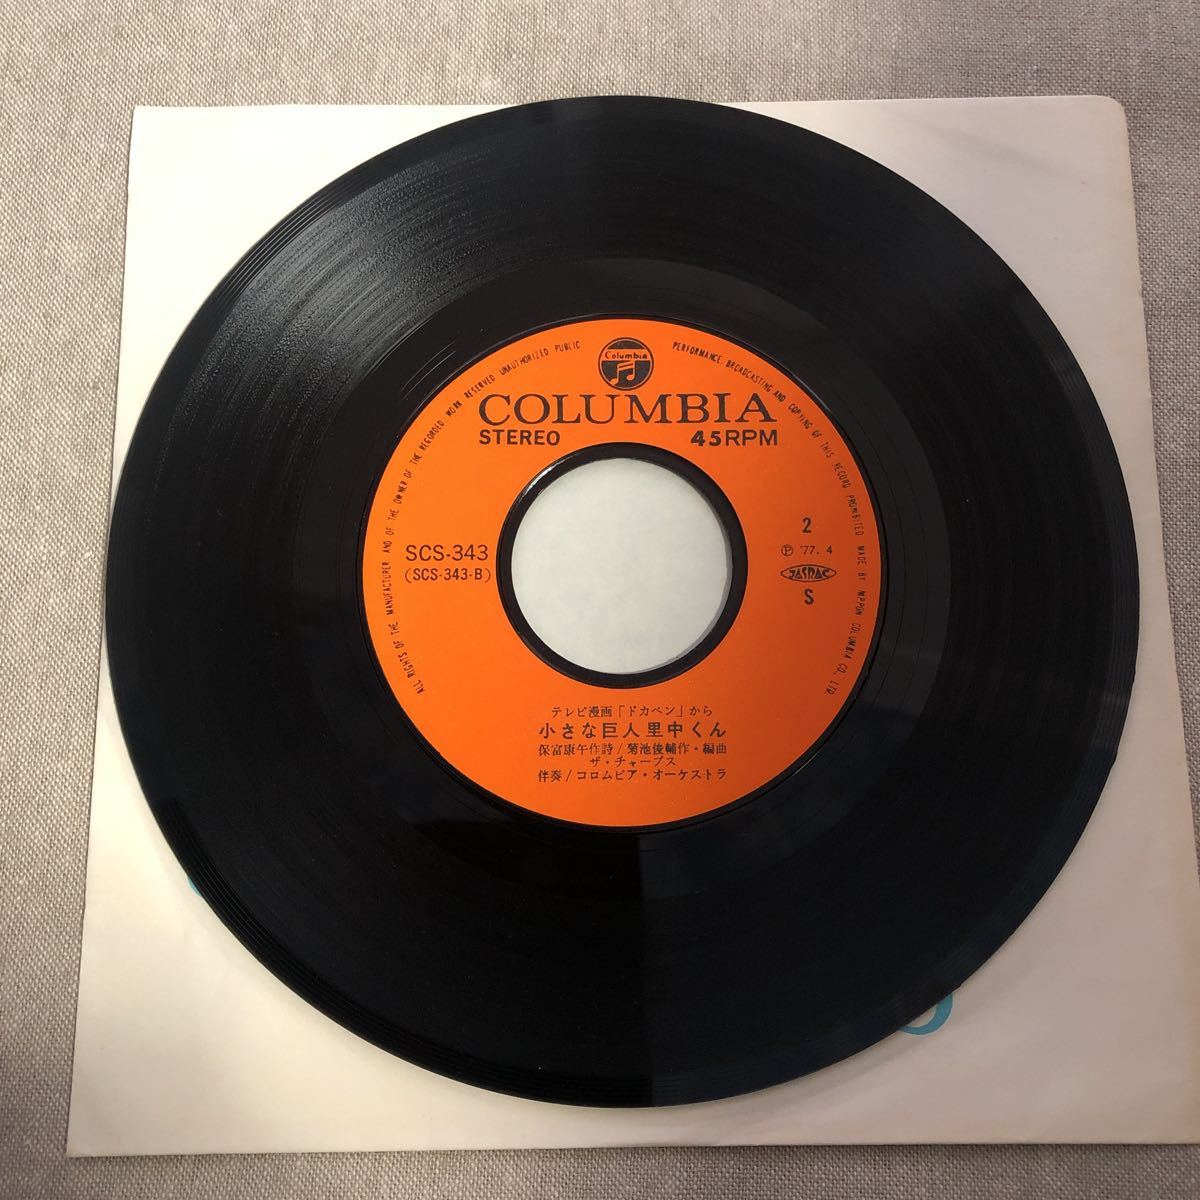 Columbia
COLUMBIA
STEREO 45RPM
ALL RIGHTS OF THE MANUFACTURER AND OF THE OWNER OF THE RECORDED WORK RESERVED UNAUTHORIZED PUBLIC PERFORMANCE, BROADCASTING AND COPYING OF THIS RECORD PROHIBITED MADE BY NIPPON COLUMBIA CO., LTD
SCS-343
(SCS-343-B)
2
Ⓟ '77. 4
JASRAC
S
テレビ漫画「ドカベン」から
小さな巨人里中くん
保富康午作詩/菊池俊輔作・編曲
ザ・チャープス
伴奏/コロムビア・オーケストラ